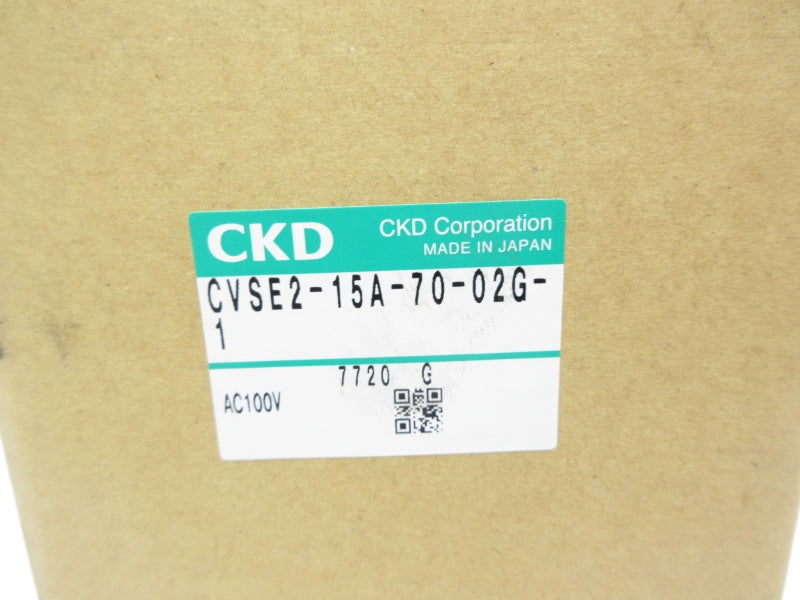 CKD
CKD Corporation
MADE IN JAPAN
CVSE2-15A-70-02G-
1
7720 G
AC100V